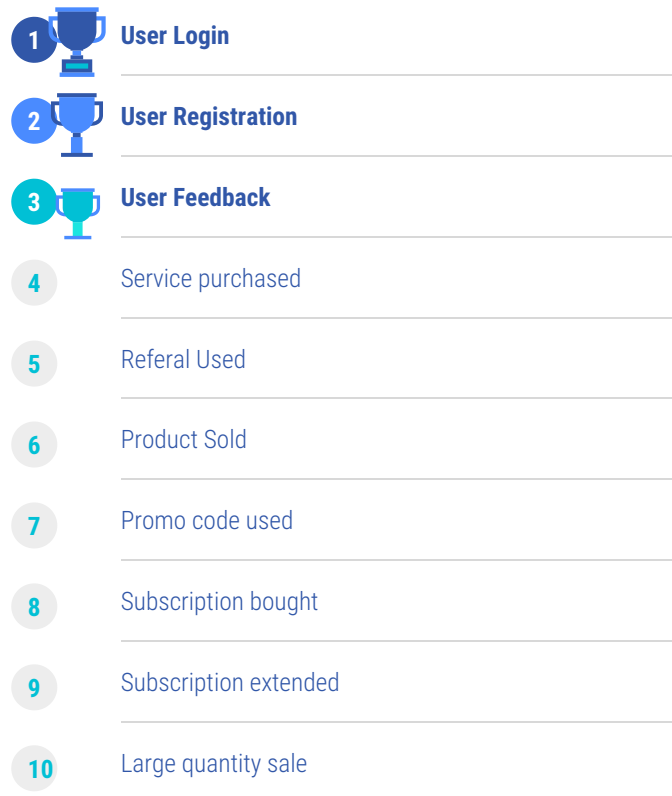 1 User Login
2 User Registration
3 User Feedback
4 Service purchased
5 Referal Used
6 Product Sold
7 Promo code used
8 Subscription bought
9 Subscription extended
10 Large quantity sale